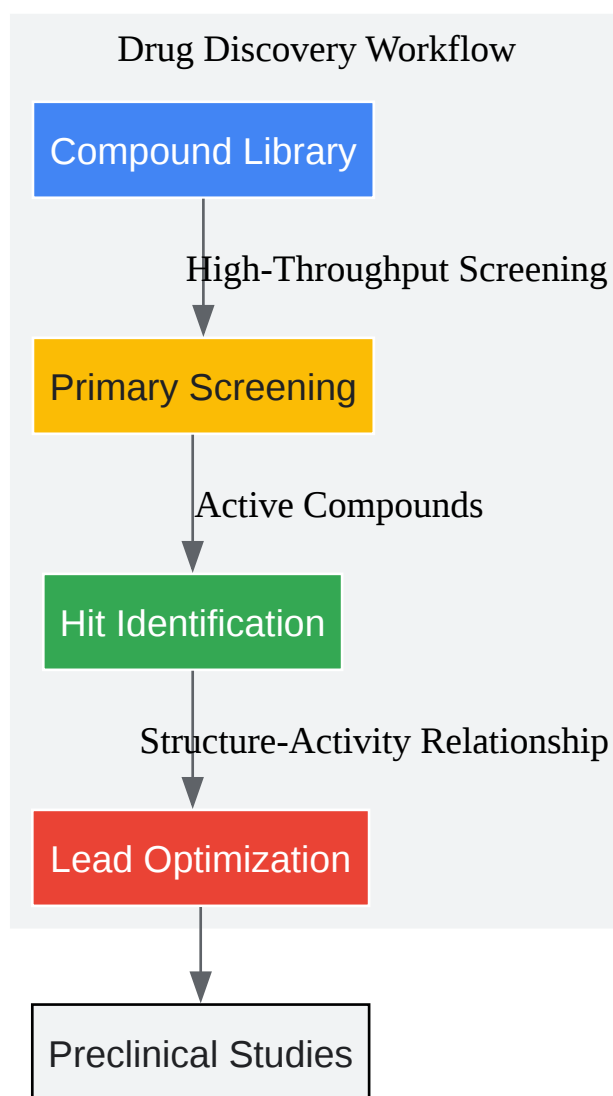 Drug Discovery Workflow
Compound Library
High-Throughput Screening
Primary Screening
Active Compounds
Hit Identification
Structure-Activity Relationship
Lead Optimization
Preclinical Studies